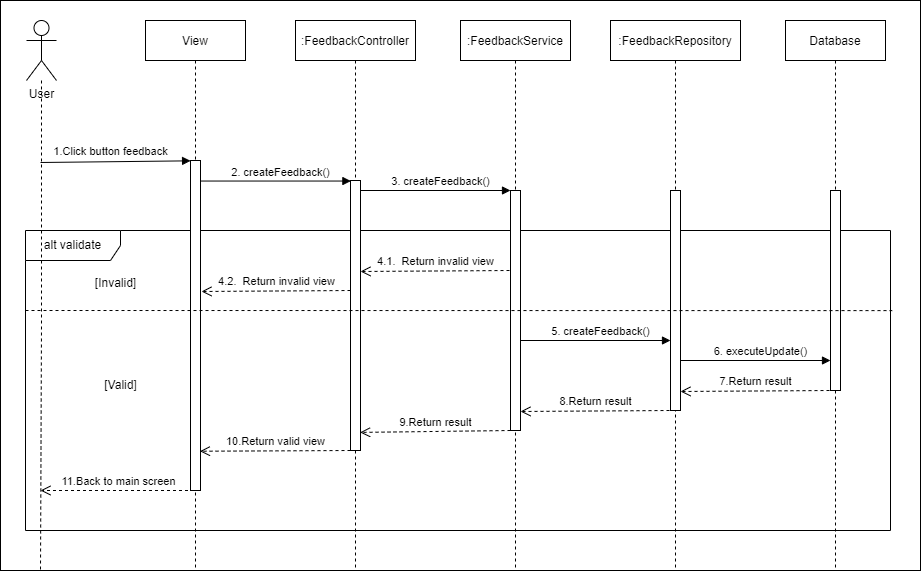 View
:FeedbackController
:FeedbackService
:FeedbackRepository
Database
User
1.Click button feedback
2. createFeedback()
3. createFeedback()
alt validate
4.1. Return invalid view
[Invalid]
4.2. Return invalid view
5. createFeedback()
6. executeUpdate()
[Valid]
7.Return result
8.Return result
9.Return result
10.Return valid view
11.Back to main screen